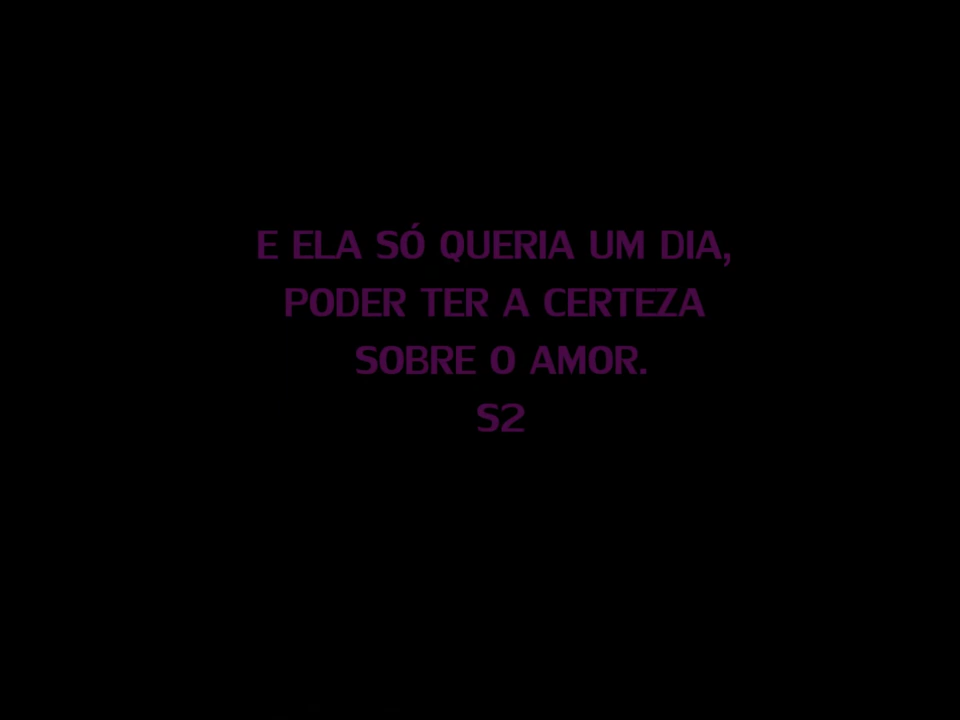 E ELA SÓ QUERIA UM DIA,
PODER TER A CERTEZA
SOBRE O AMOR.
S2